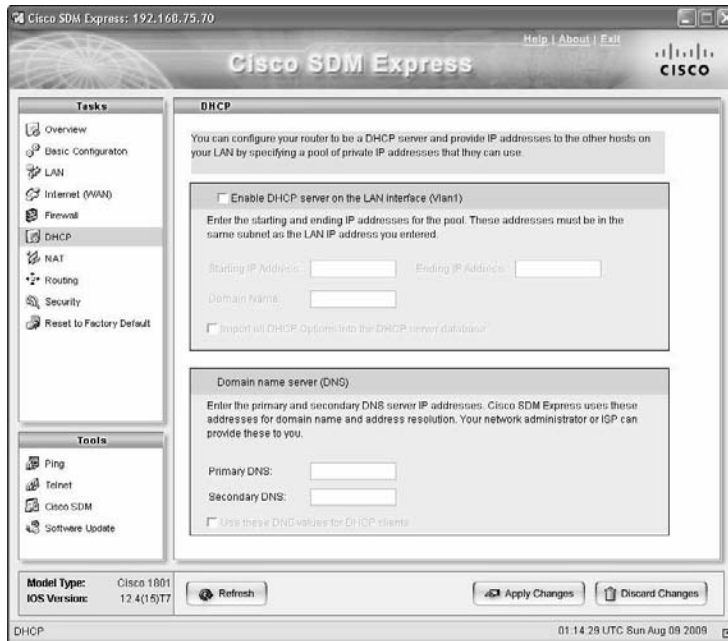 Cisco SDM Express: 192.168.75.70
Help | About | Exit
Cisco SDM Express
CISCO
Tasks
Overview
Basic Configuraton
LAN
Internet (WAN)
Firewall
DHCP
NAT
Routing
Security
Reset to Factory Default
Tools
Ping
Telnet
Cisco SDM
Software Update
DHCP
You can configure your router to be a DHCP server and provide IP addresses to the other hosts on
your LAN by specifying a pool of private IP addresses that they can use.
Enable DHCP server on the LAN interface (Vlan1)
Enter the starting and ending IP addresses for the pool. These addresses must be in the
same subnet as the LAN IP address you entered.
Starting IP Address: Ending IP Address:
Domain Name:
Import all DHCP Options into the DHCP server database
Domain name server (DNS)
Enter the primary and secondary DNS server IP addresses. Cisco SDM Express uses these
addresses for domain name and address resolution. Your network administrator or ISP can
provide these to you.
Primary DNS:
Secondary DNS:
Use these DNS values for DHCP clients
Model Type: Cisco 1801
IOS Version: 12.4(15)T7
Refresh
Apply Changes
Discard Changes
DHCP
01:14:29 UTC Sun Aug 09 2009